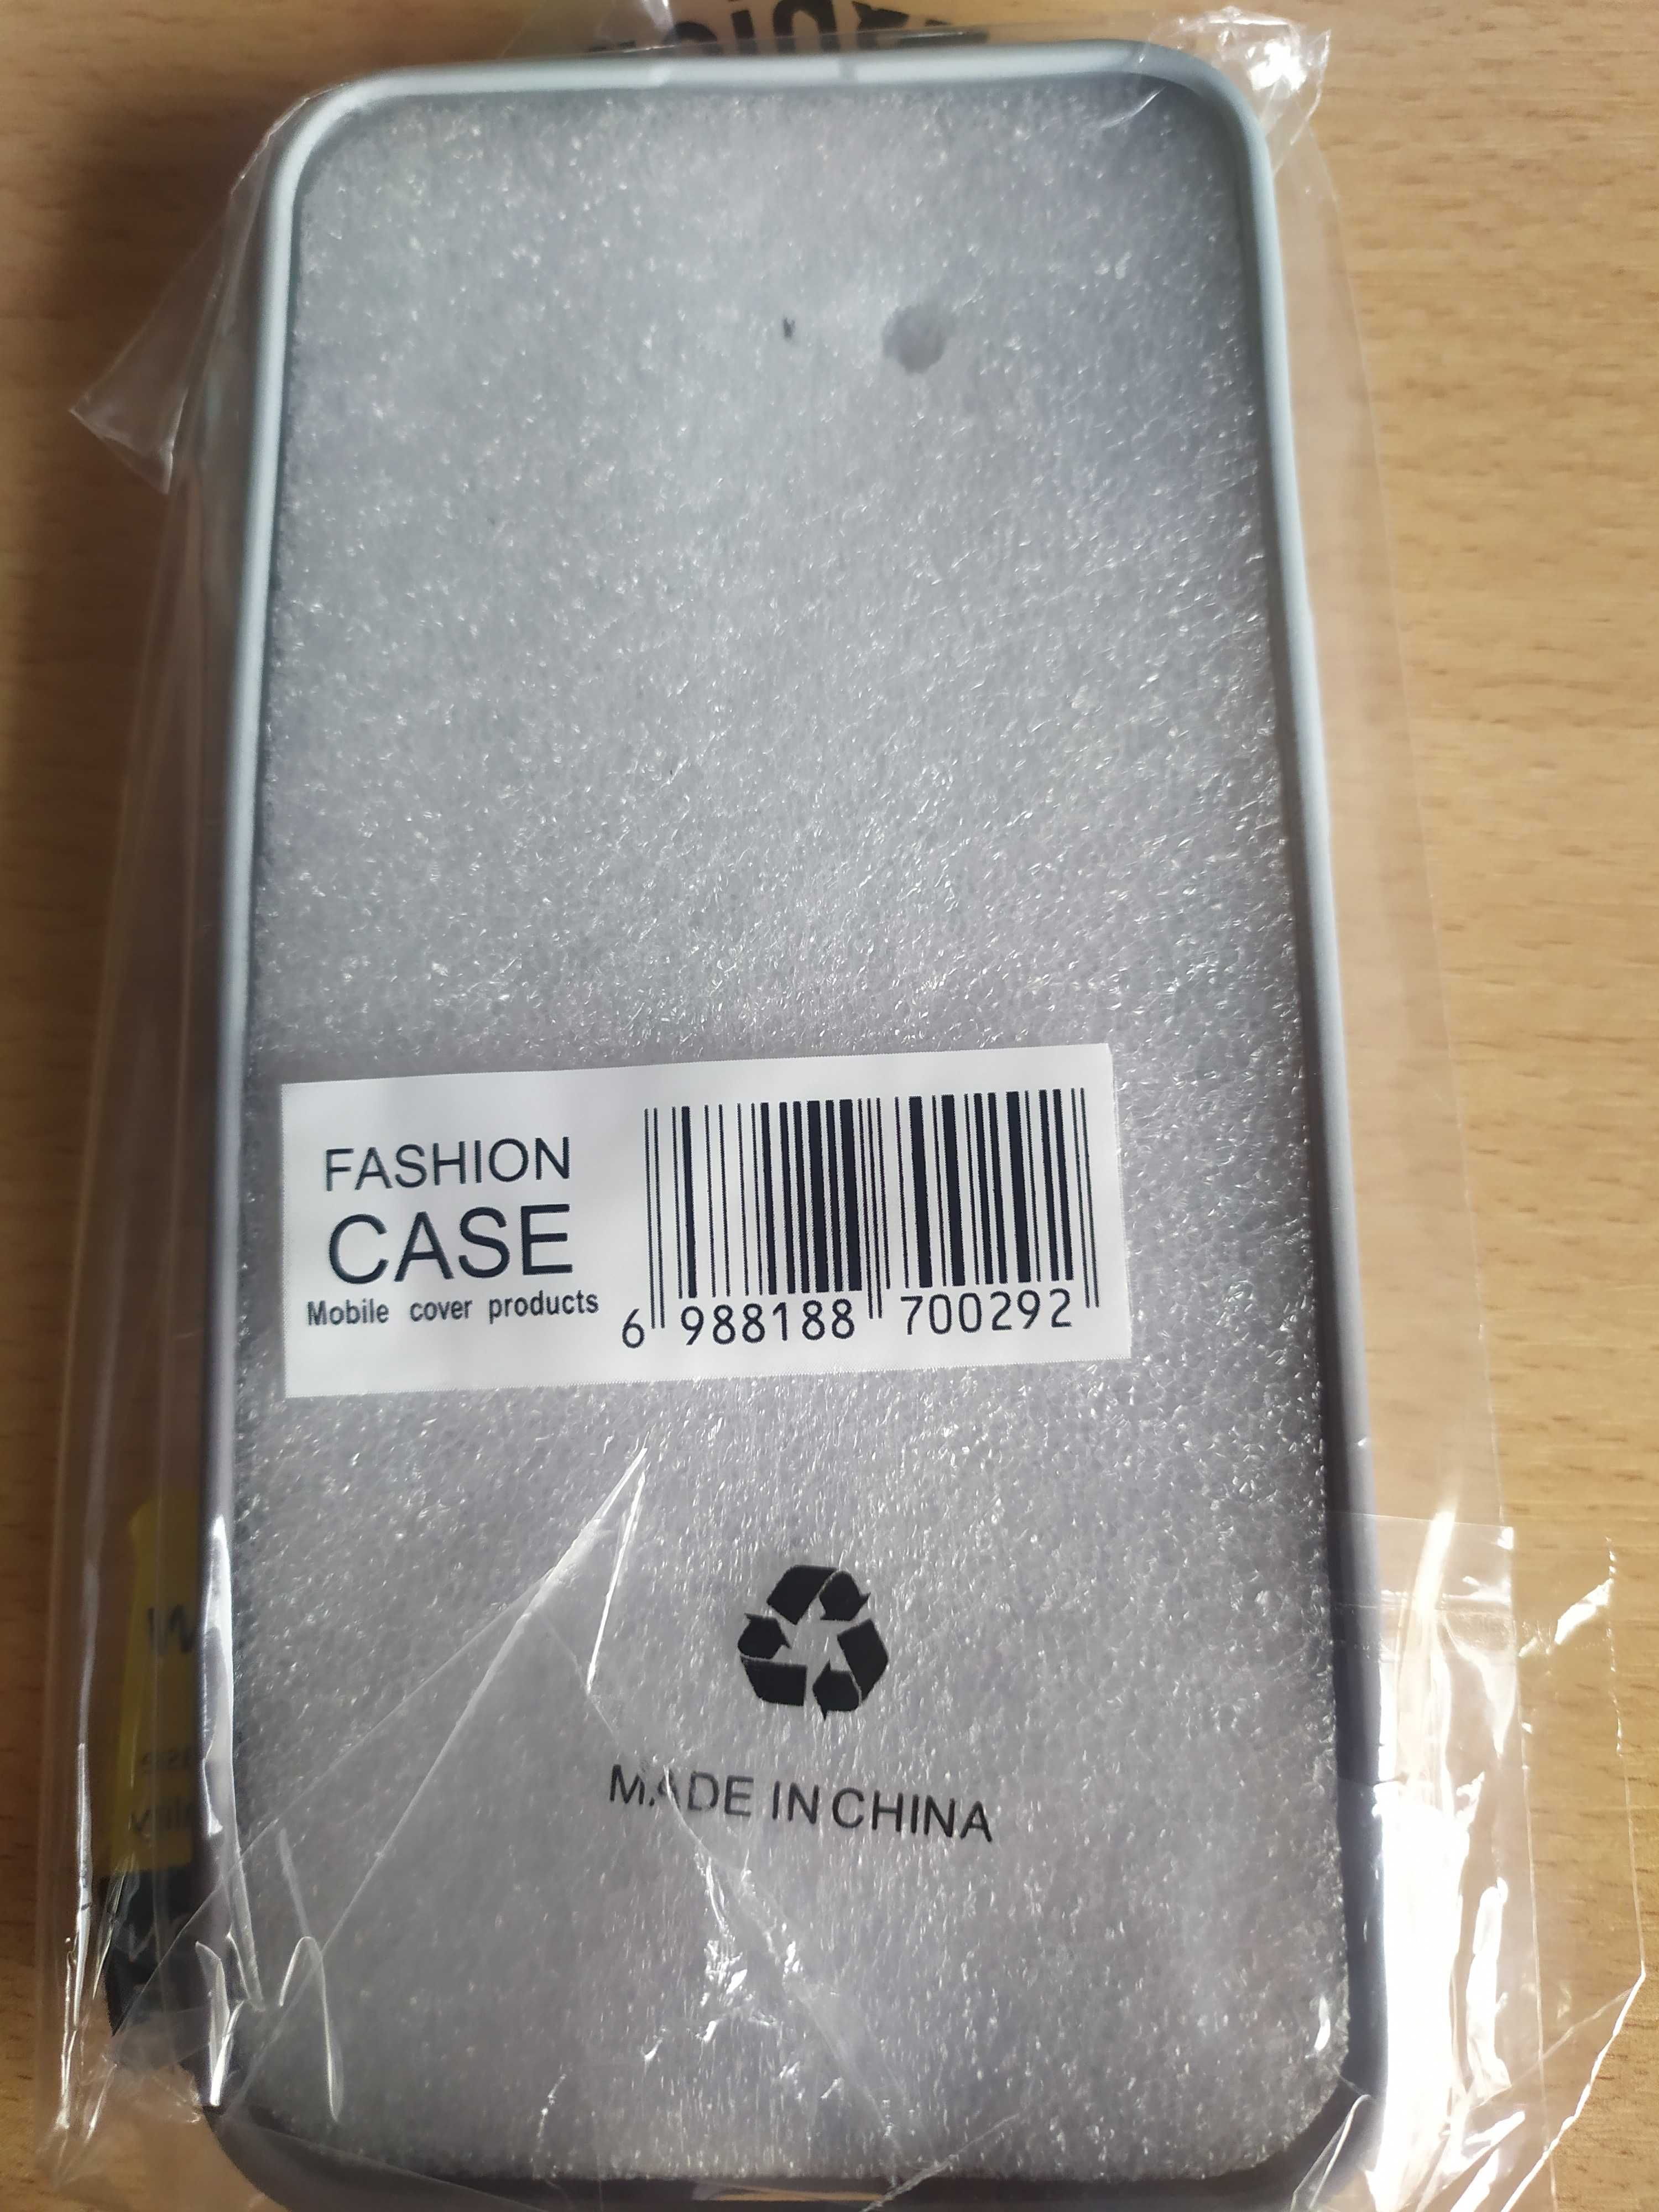 FASHION
CASE
Mobile cover products
6 988188 700292
MADE IN CHINA